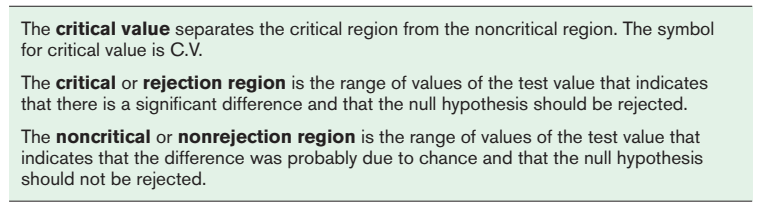 The critical value separates the critical region from the noncritical region. The symbol
for critical value is C.V.
The critical or rejection region is the range of values of the test value that indicates
that there is a significant difference and that the null hypothesis should be rejected.
The noncritical or nonrejection region is the range of values of the test value that
indicates that the difference was probably due to chance and that the null hypothesis
should not be rejected.